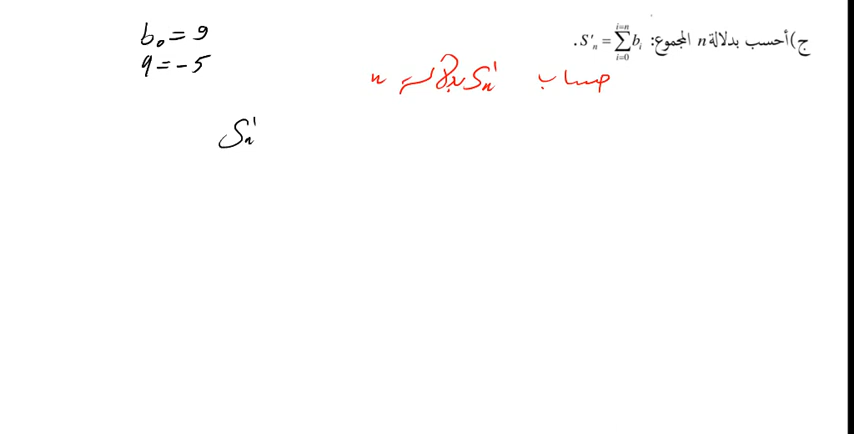 ج) أحسب بدلالة n المجموع: S'ₙ = ∑_{i=0}^{i=n} bᵢ .
حساب S'ₙ بدلالة n
b₀ = 9
q = -5
S'ₙ